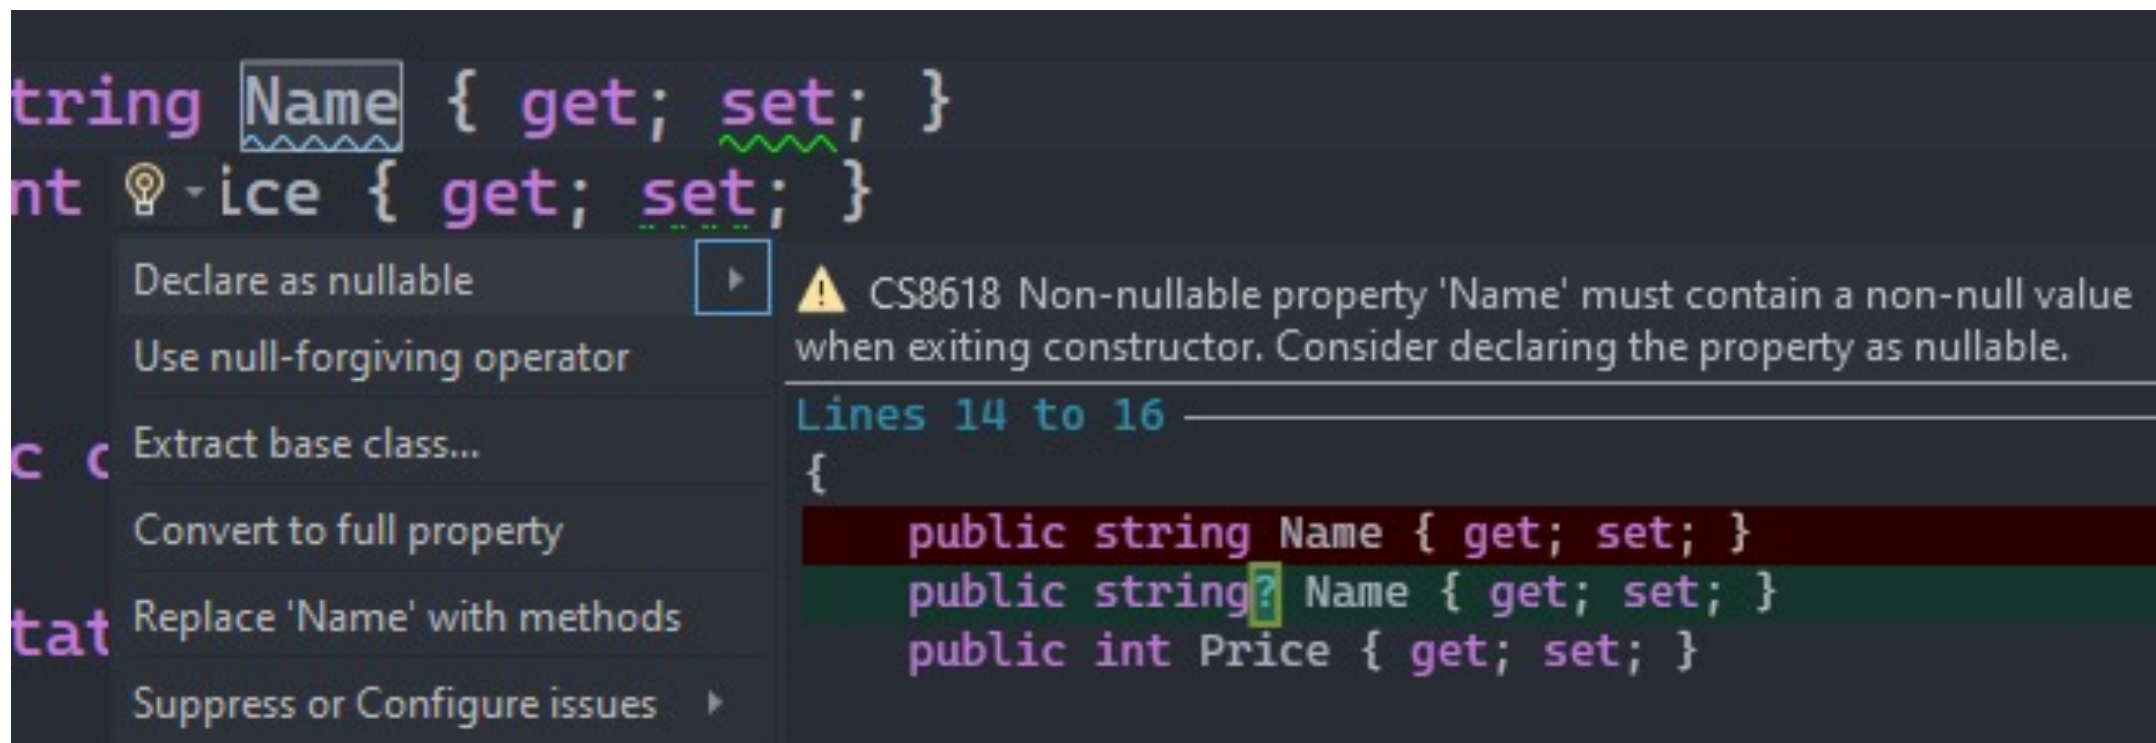 tring Name { get; set; }
nt ice { get; set; }
Declare as nullable
Use null-forgiving operator
Extract base class...
c c
Convert to full property
Replace 'Name' with methods
tat
Suppress or Configure issues
CS8618 Non-nullable property 'Name' must contain a non-null value
when exiting constructor. Consider declaring the property as nullable.
Lines 14 to 16
{
public string Name { get; set; }
public string? Name { get; set; }
public int Price { get; set; }